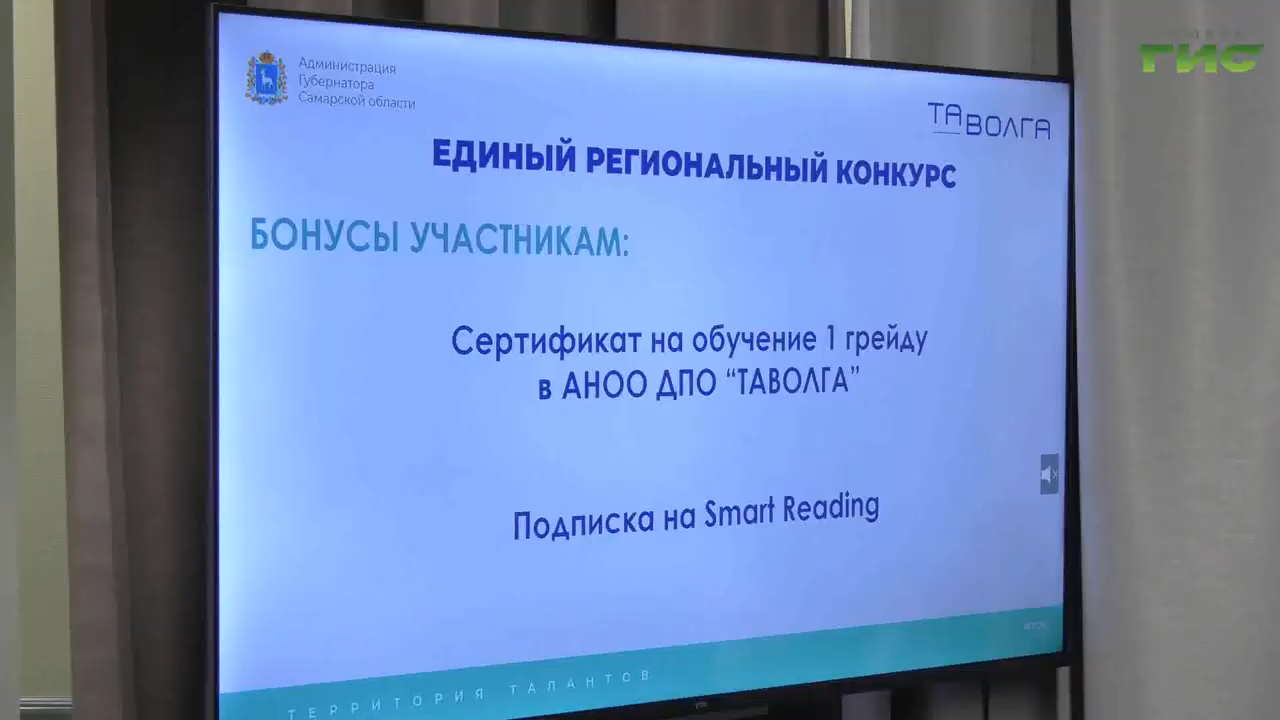 Администрация
Губернатора
Самарской области
ТАВОЛГА
ГИС
ЕДИНЫЙ РЕГИОНАЛЬНЫЙ КОНКУРС
БОНУСЫ УЧАСТНИКАМ:
Сертификат на обучение 1 грейду
в АНОО ДПО “ТАВОЛГА”
Подписка на Smart Reading
ТЕРРИТОРИЯ ТАЛАНТОВ